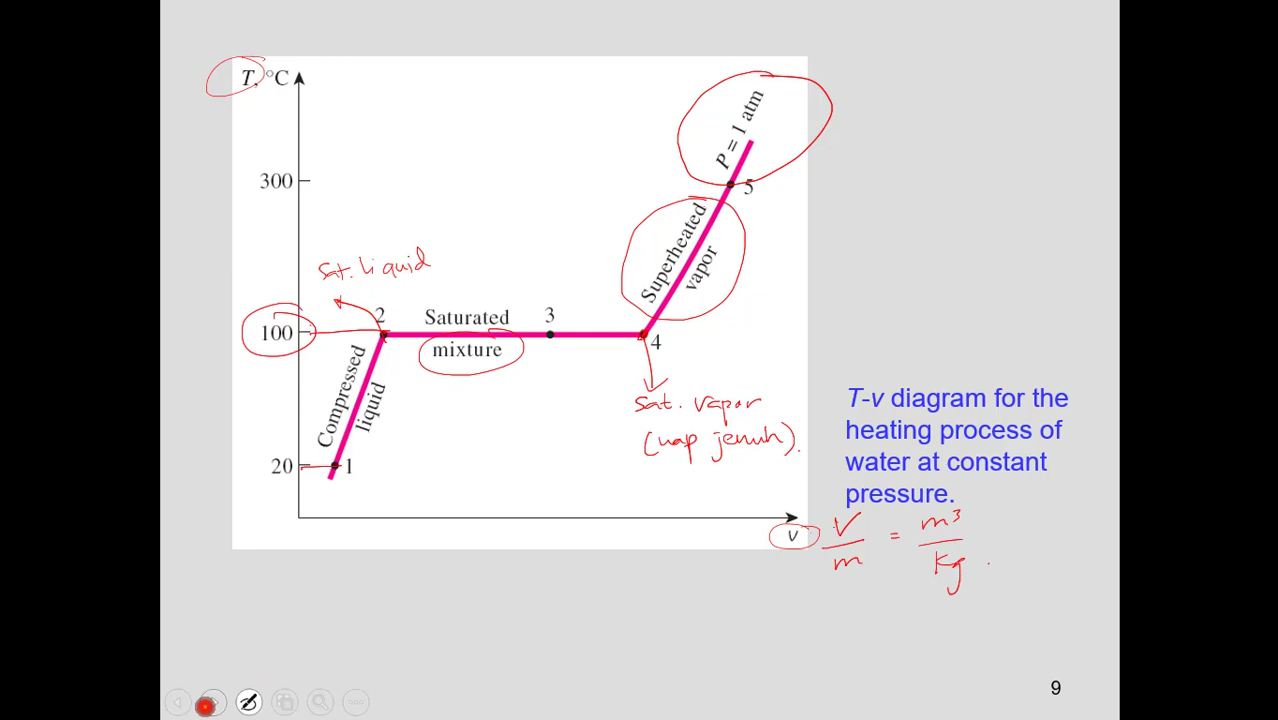 T, °C
P = 1 atm
300
5
Superheated
vapor
sat. liquid
2
Saturated
3
100
mixture
4
Compressed
liquid
sat. vapor
(uap jenuh).
20
1
T-v diagram for the
heating process of
water at constant
pressure.
v
V/m = m³/kg.
9